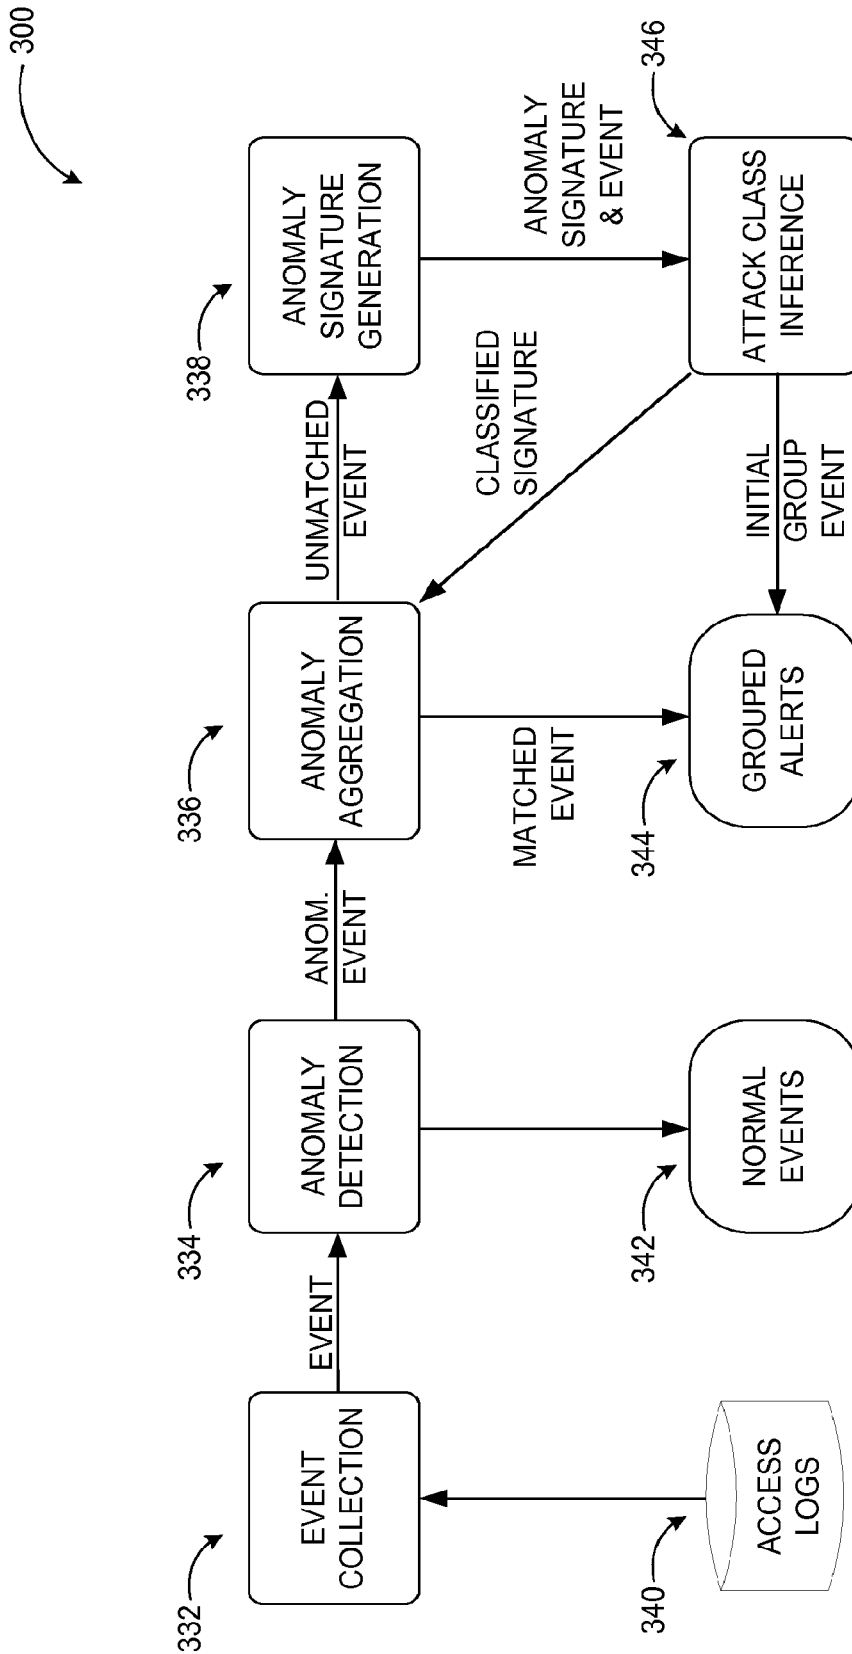 300
332
EVENT
COLLECTION
EVENT
334
ANOMALY
DETECTION
ANOM.
EVENT
336
ANOMALY
AGGREGATION
UNMATCHED
EVENT
338
ANOMALY
SIGNATURE
GENERATION
MATCHED
EVENT
CLASSIFIED
SIGNATURE
ANOMALY
SIGNATURE
& EVENT
340
ACCESS
LOGS
342
NORMAL
EVENTS
344
GROUPED
ALERTS
INITIAL
GROUP
EVENT
346
ATTACK CLASS
INFERENCE